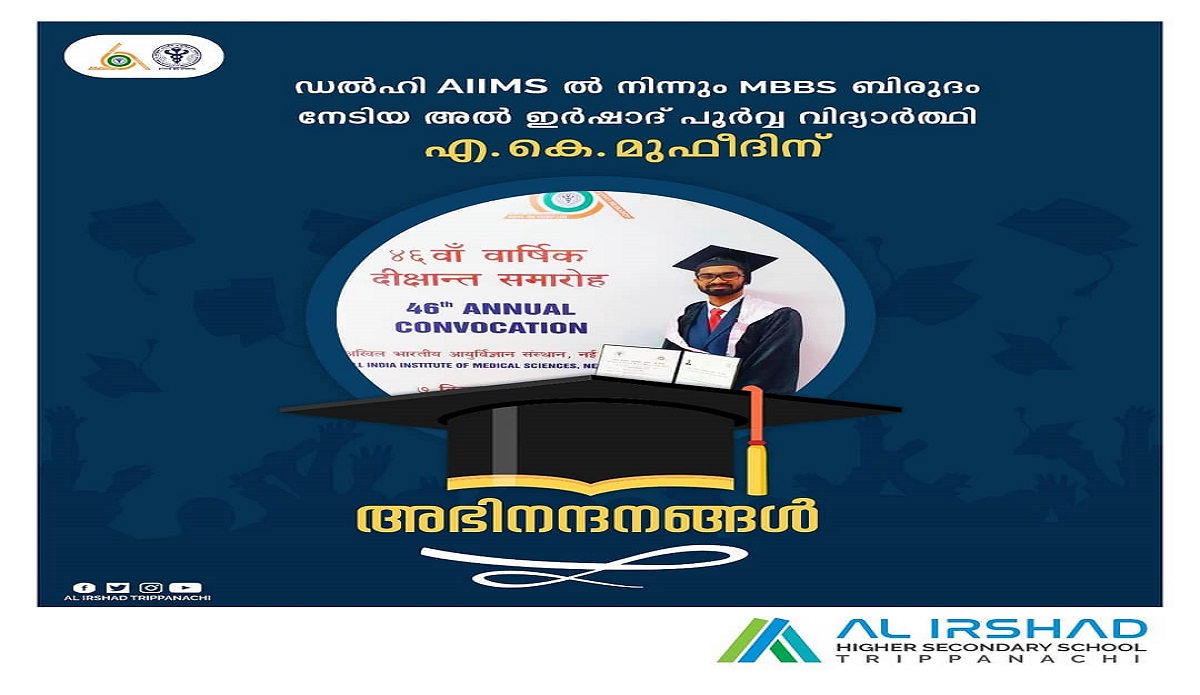 ഡൽഹി AIIMS ൽ നിന്നും MBBS ബിരുദം
നേടിയ അൽ ഇർഷാദ് പൂർവ്വ വിദ്യാർത്ഥി
എ.കെ.മുഫീദിന്
४६वाँ वार्षिक
दीक्षान्त समारोह
46th ANNUAL
CONVOCATION
अखिल भारतीय आयुर्विज्ञान संस्थान, नई
LL INDIA INSTITUTE OF MEDICAL SCIENCES, NE
അഭിനന്ദനങ്ങൾ
AL IRSHAD TRIPPANACHI
AL IRSHAD
HIGHER SECONDARY SCHOOL
TRIPPANACHI